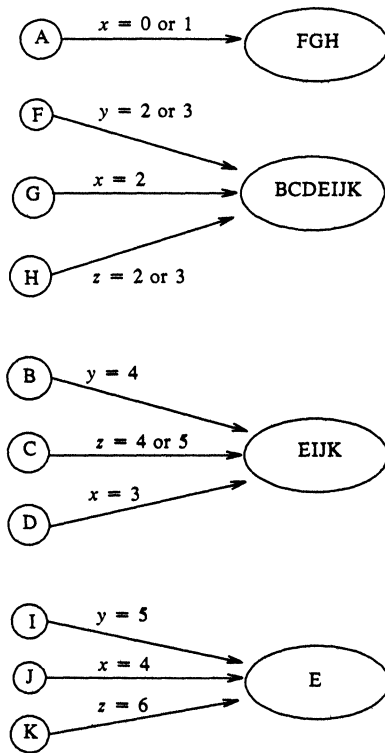 x = 0 or 1
A
FGH
F
y = 2 or 3
G
x = 2
BCDEIJK
H
z = 2 or 3
B
y = 4
C
z = 4 or 5
EIJK
x = 3
D
I
y = 5
J
x = 4
E
z = 6
K